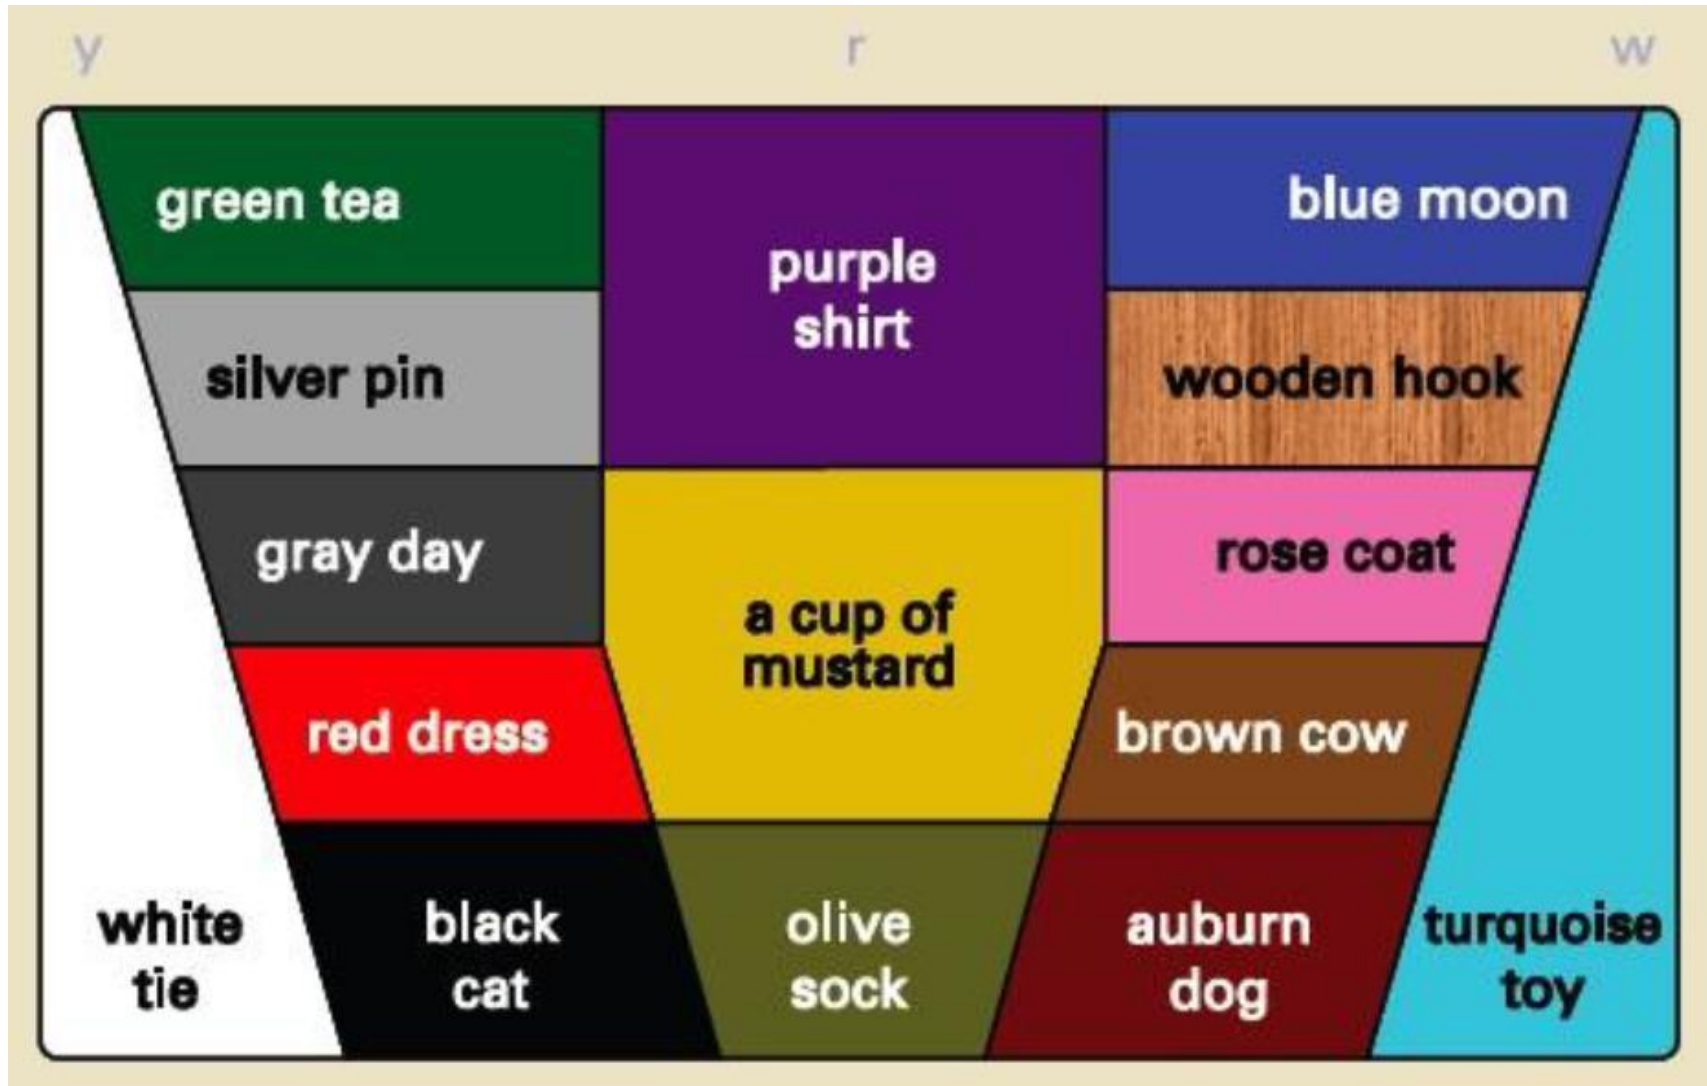 y r w
green tea
purple
shirt
blue moon
silver pin
wooden hook
gray day
a cup of
mustard
rose coat
red dress
brown cow
white
tie
black
cat
olive
sock
auburn
dog
turquoise
toy